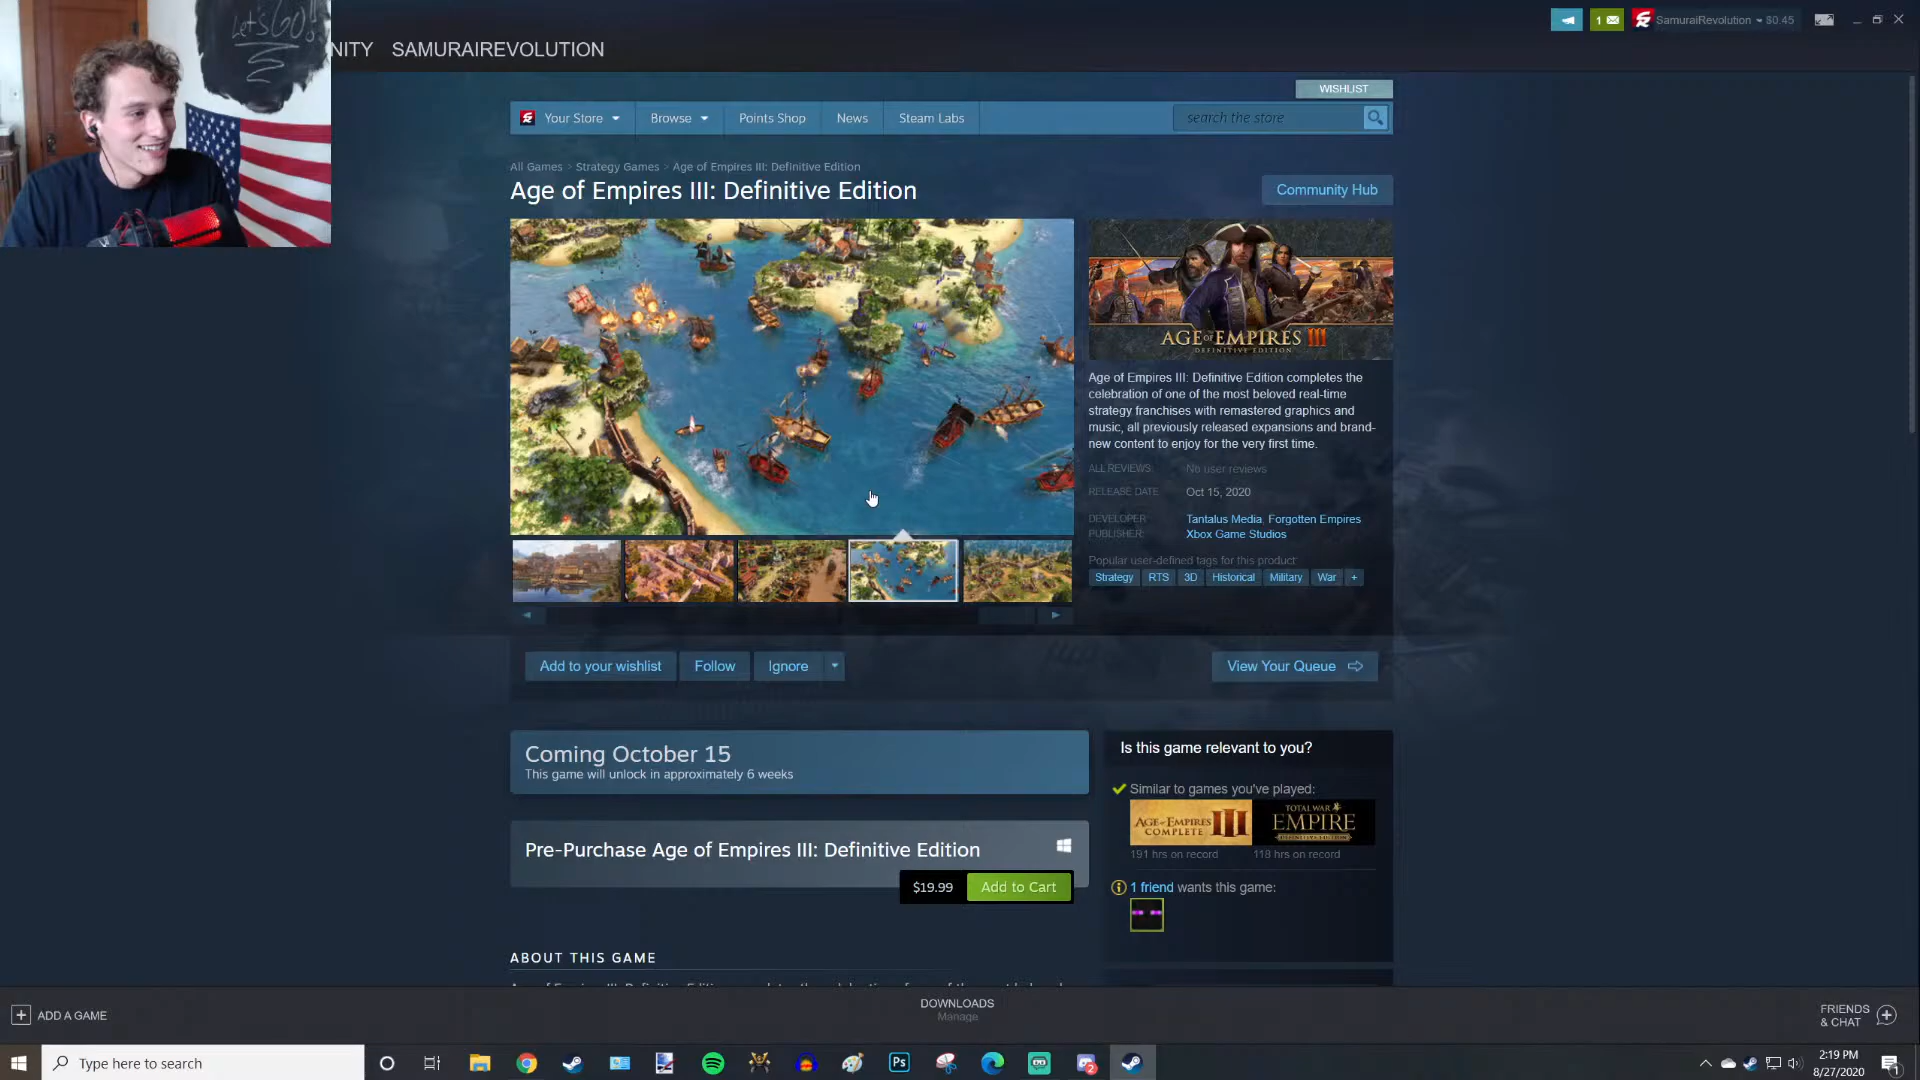 Let's GO!!
NITY SAMURAIREVOLUTION
1
SamuraiRevolution $0.45
WISHLIST
Your Store Browse Points Shop News Steam Labs search the store
All Games > Strategy Games > Age of Empires III: Definitive Edition
Age of Empires III: Definitive Edition
Community Hub
AGE of EMPIRES III
DEFINITIVE EDITION
Age of Empires III: Definitive Edition completes the
celebration of one of the most beloved real-time
strategy franchises with remastered graphics and
music, all previously released expansions and brand-
new content to enjoy for the very first time.
ALL REVIEWS: No user reviews
RELEASE DATE: Oct 15, 2020
DEVELOPER: Tantalus Media, Forgotten Empires
PUBLISHER: Xbox Game Studios
Popular user-defined tags for this product:
Strategy RTS 3D Historical Military War +
Add to your wishlist Follow Ignore
View Your Queue
Coming October 15
This game will unlock in approximately 6 weeks
Pre-Purchase Age of Empires III: Definitive Edition
$19.99 Add to Cart
Is this game relevant to you?
Similar to games you've played:
AGE of EMPIRES III
COMPLETE
TOTAL WAR
EMPIRE
DEFINITIVE EDITION
191 hrs on record 118 hrs on record
1 friend wants this game:
ABOUT THIS GAME
ADD A GAME
DOWNLOADS
Manage
FRIENDS
& CHAT
Type here to search
Ps
2
2:19 PM
8/27/2020
1